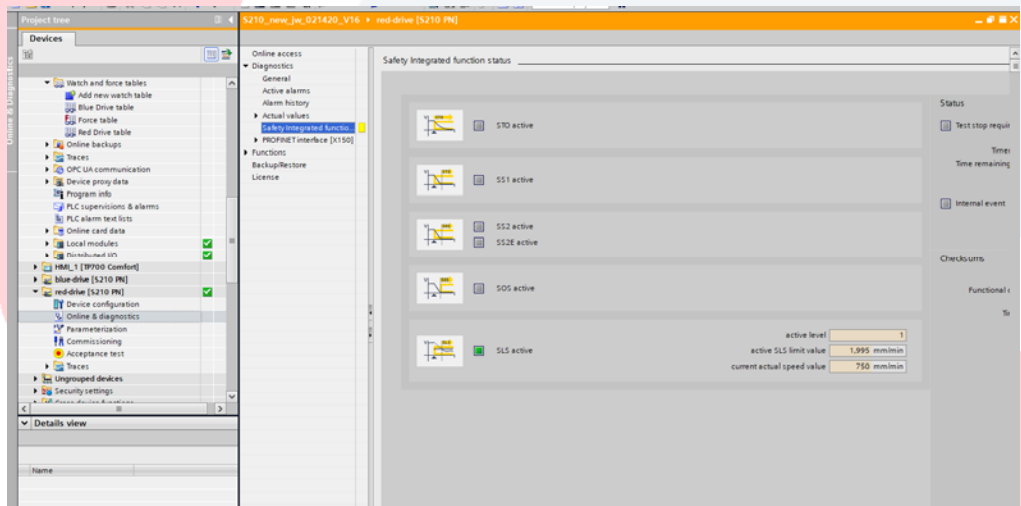 Project tree
S210_new_jw_021420_V16 ▸ red-drive [S210 PN]
Devices
Online & Diagnostics
Watch and force tables
Add new watch table
Blue Drive table
Force table
Red Drive table
Online backups
Traces
OPC UA communication
Device proxy data
Program info
PLC supervisions & alarms
PLC alarm text lists
Online card data
Local modules
Distributed I/O
HMI_1 [TP700 Comfort]
blue-drive [S210 PN]
red-drive [S210 PN]
Device configuration
Online & diagnostics
Parameterization
Commissioning
Acceptance test
Traces
Ungrouped devices
Security settings
Cross-device functions
Details view
Name
Online access
Diagnostics
General
Active alarms
Alarm history
Actual values
Safety Integrated functio...
PROFINET interface [X150]
Functions
Backup/Restore
License
Safety Integrated function status
STO active
SS1 active
SS2 active
SS2E active
SOS active
SLS active
active level 1
active SLS limit value 1,995 mm/min
current actual speed value 750 mm/min
Status
Test stop requir
Timer
Time remaining
Internal event
Checksums
Functional c